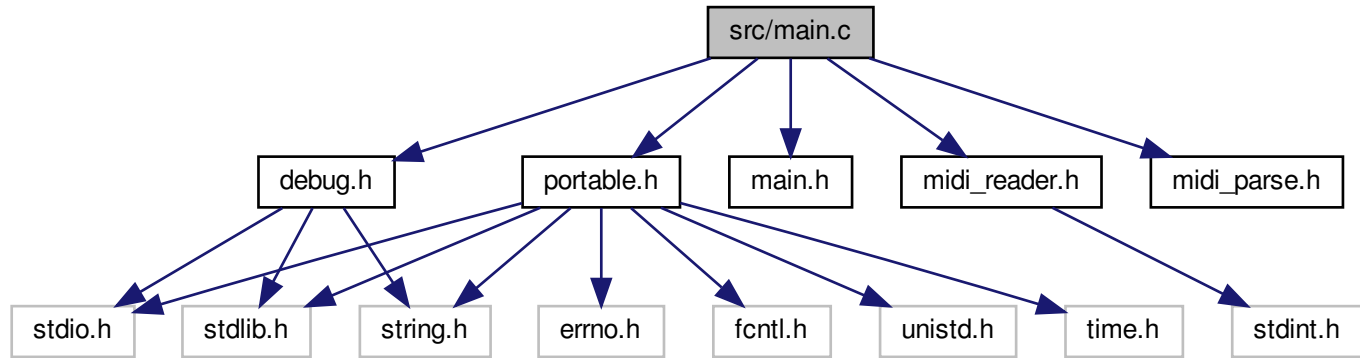 src/main.c
debug.h
portable.h
main.h
midi_reader.h
midi_parse.h
stdio.h
stdlib.h
string.h
errno.h
fcntl.h
unistd.h
time.h
stdint.h